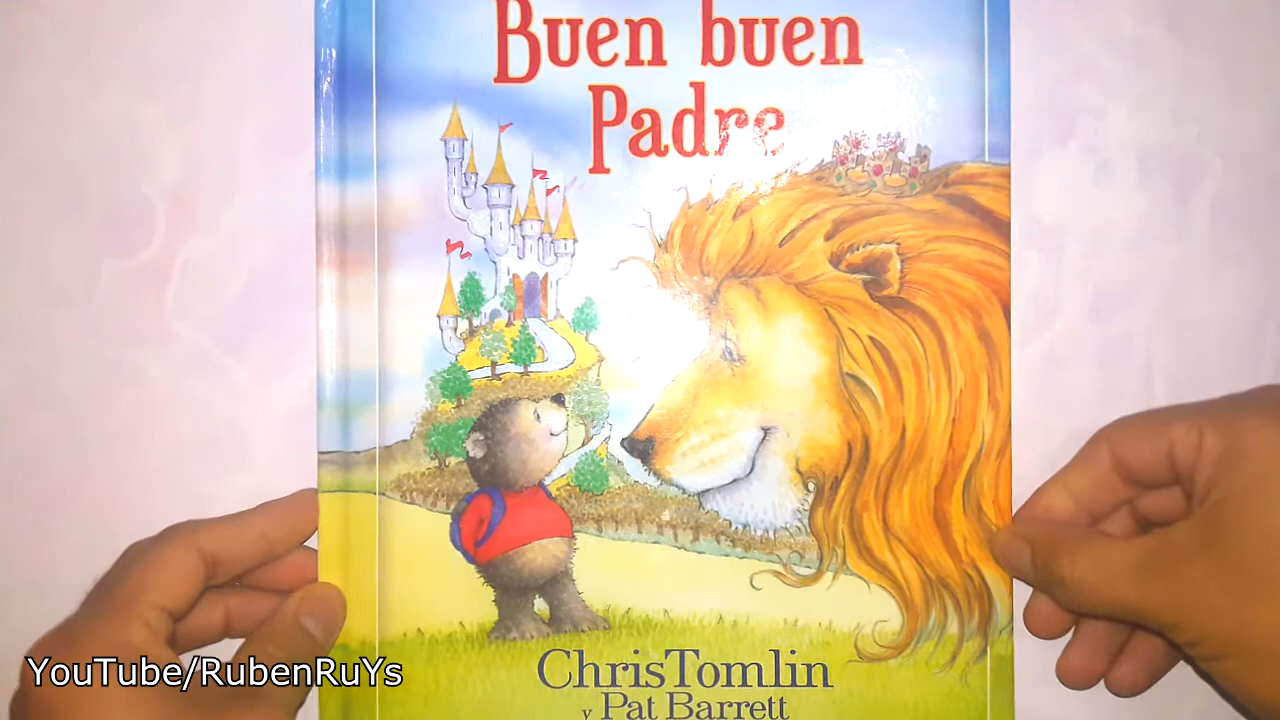 Buen buen
Padre
ChrisTomlin
y Pat Barrett
YouTube/RubenRuYs